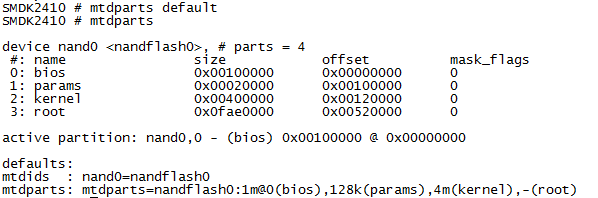 SMDK2410 # mtdparts default
SMDK2410 # mtdparts
device nand0 <nandflash0>, # parts = 4
#: name size offset mask_flags
0: bios 0x00100000 0x00000000 0
1: params 0x00020000 0x00100000 0
2: kernel 0x00400000 0x00120000 0
3: root 0x0fae0000 0x00520000 0
active partition: nand0,0 - (bios) 0x00100000 @ 0x00000000
defaults:
mtdids : nand0=nandflash0
mtdparts: mtdparts=nandflash0:1m@0(bios),128k(params),4m(kernel),-(root)